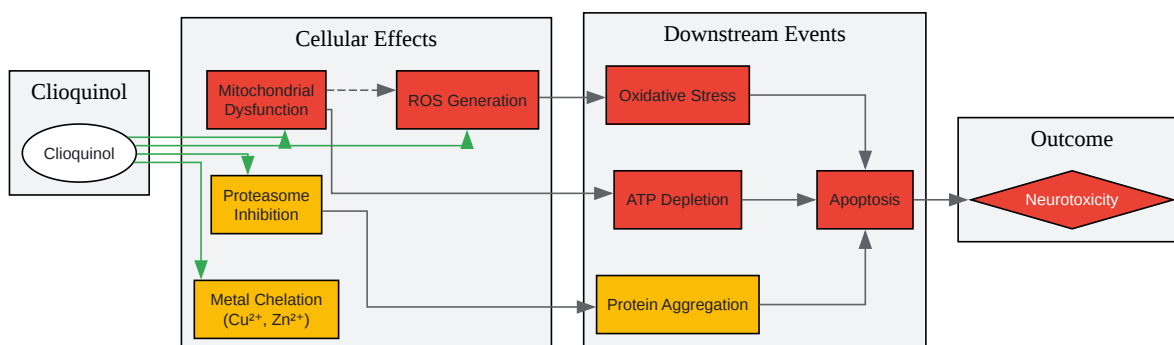 Clioquinol
Clioquinol
Cellular Effects
Mitochondrial
Dysfunction
ROS Generation
Proteasome
Inhibition
Metal Chelation
(Cu²⁺, Zn²⁺)
Downstream Events
Oxidative Stress
ATP Depletion
Apoptosis
Protein Aggregation
Outcome
Neurotoxicity